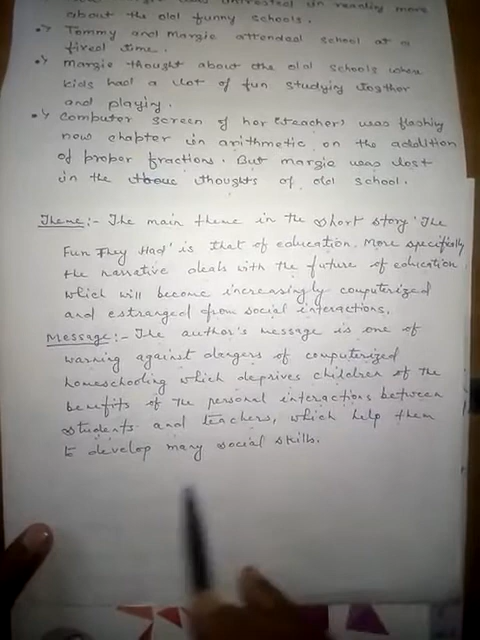 interested in reading more
about the old funny schools.
Tommy and Margie attended school at a
fixed time.
Margie thought about the old schools when
kids had a lot of fun studying together
and playing.
Computer screen of her (teacher) was flashing
new chapter in arithmetic on the addition
of proper fractions. But margie was lost
in the thoughts of old school.
Theme:- The main theme in the short story 'The
Fun They Had' is that of education. More specifically
the narrative deals with the future of education
which will become increasingly computerized
and estranged from social interactions.
Message:- The author's message is one of
warning against dangers of computerized
homeschooling which deprives children of the
benefits of the personal interactions between
students and teachers, which help them
to develop many social skills.